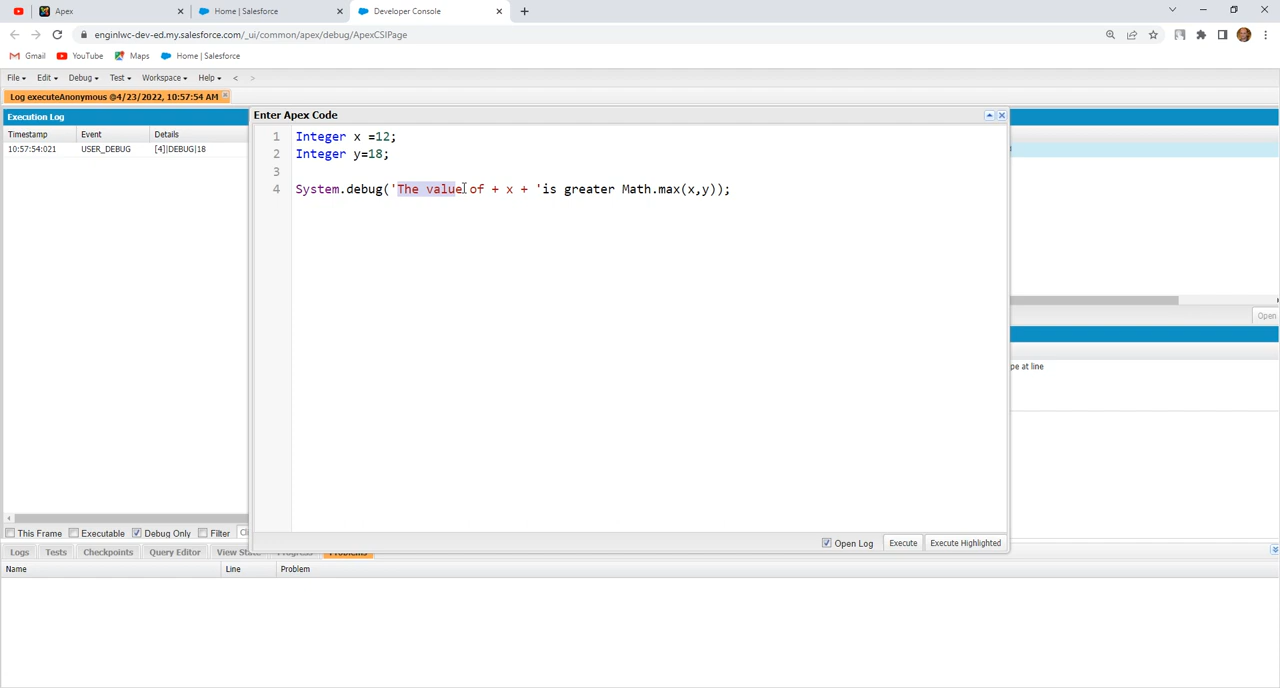 Apex
Home | Salesforce
Developer Console
enginlwc-dev-ed.my.salesforce.com/_ui/common/apex/debug/ApexCSIPage
Gmail YouTube Maps Home | Salesforce
File Edit Debug Test Workspace Help < >
Log executeAnonymous @4/23/2022, 10:57:54 AM
Execution Log
Timestamp Event Details
10:57:54:021 USER_DEBUG [4]|DEBUG|18
Enter Apex Code
1 Integer x =12;
2 Integer y=18;
3
4 System.debug('The value of + x + 'is greater Math.max(x,y));
Open
pe at line
This Frame Executable Debug Only Filter
Open Log Execute Execute Highlighted
Logs Tests Checkpoints Query Editor View State Progress Problems
Name Line Problem